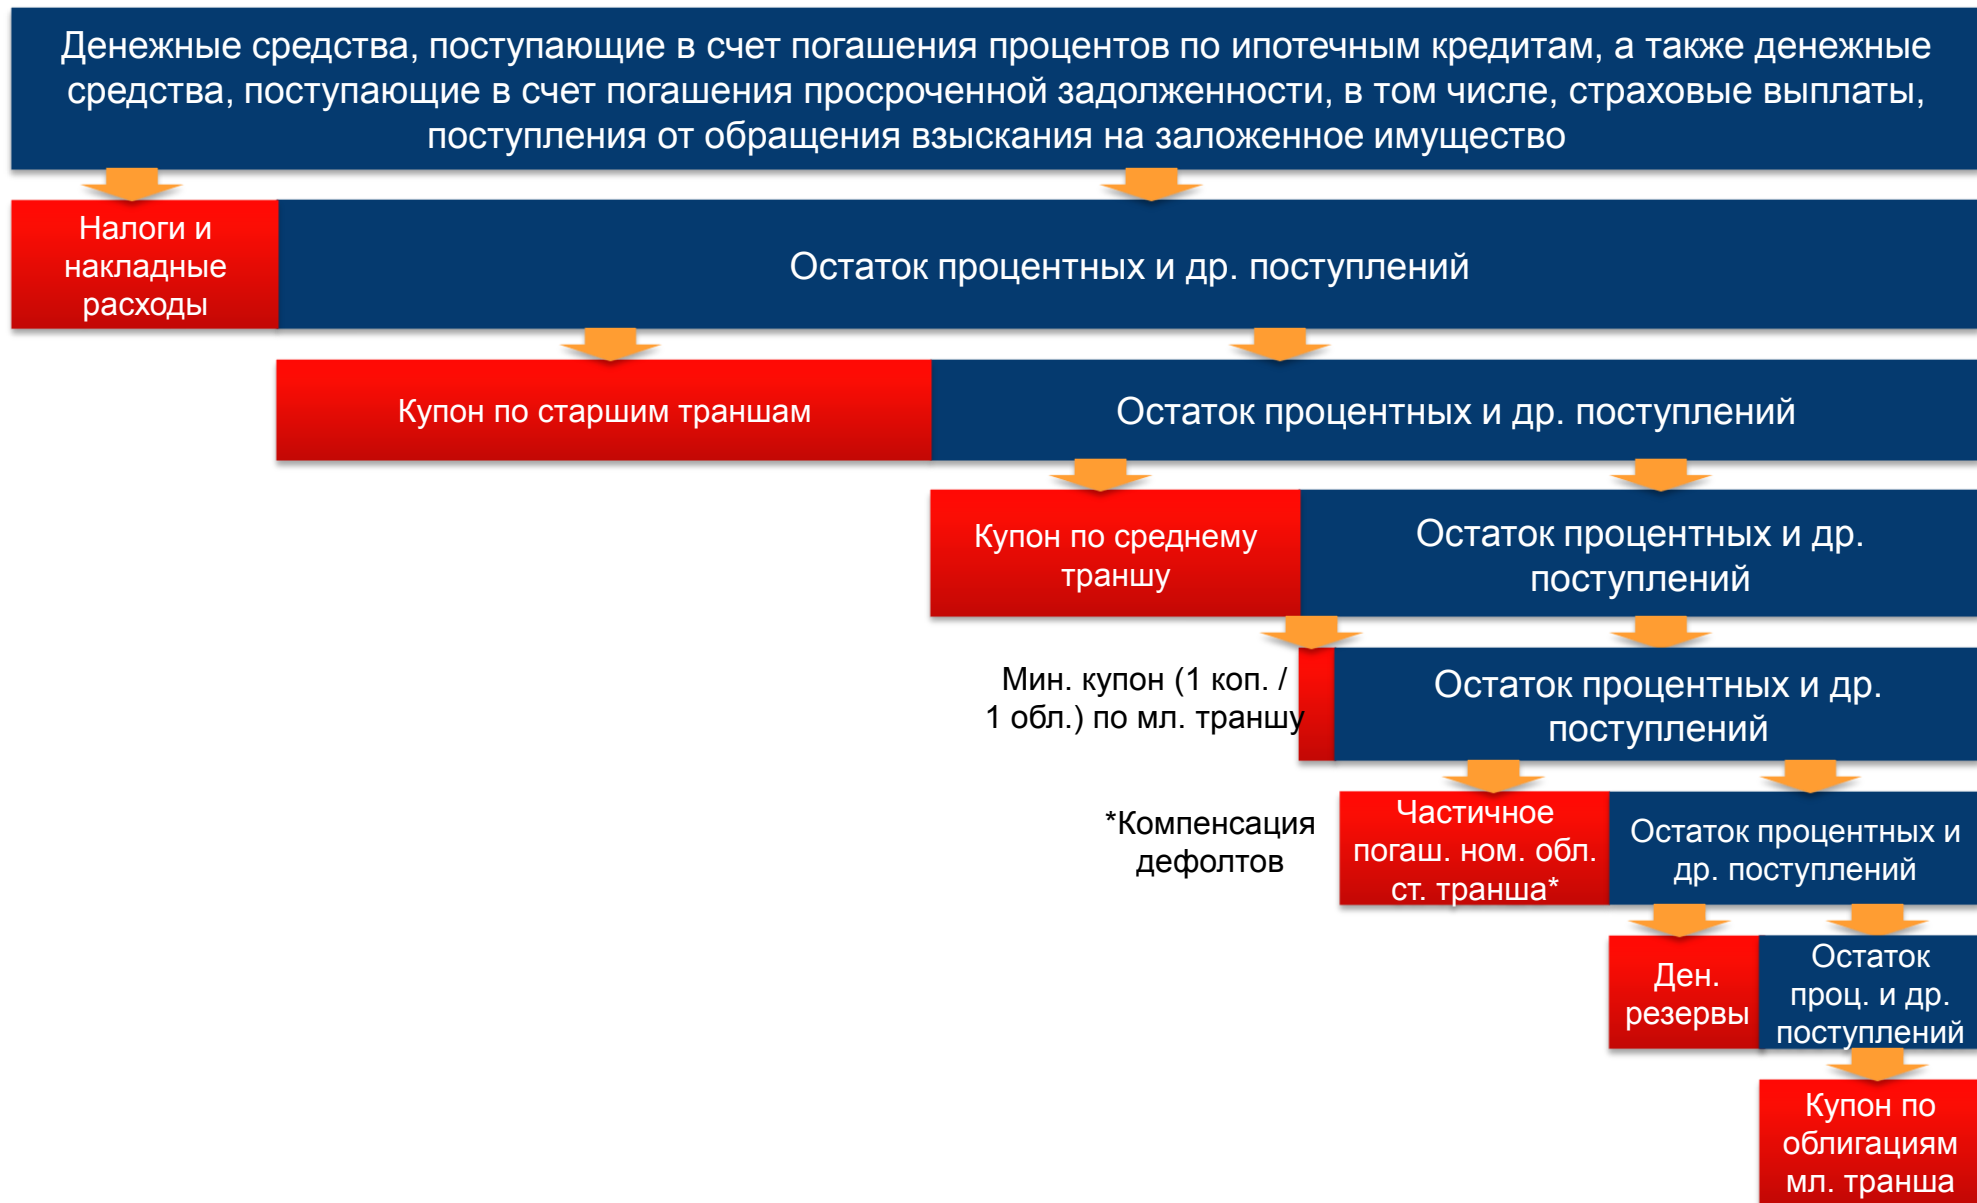 Денежные средства, поступающие в счет погашения процентов по ипотечным кредитам, а также денежные
средства, поступающие в счет погашения просроченной задолженности, в том числе, страховые выплаты,
поступления от обращения взыскания на заложенное имущество
Налоги и
накладные
расходы
Остаток процентных и др. поступлений
Купон по старшим траншам
Остаток процентных и др. поступлений
Купон по среднему
траншу
Остаток процентных и др.
поступлений
Мин. купон (1 коп. /
1 обл.) по мл. траншу
Остаток процентных и др.
поступлений
*Компенсация
дефолтов
Частичное
погаш. ном. обл.
ст. транша*
Остаток процентных и
др. поступлений
Ден.
резервы
Остаток
проц. и др.
поступлений
Купон по
облигациям
мл. транша